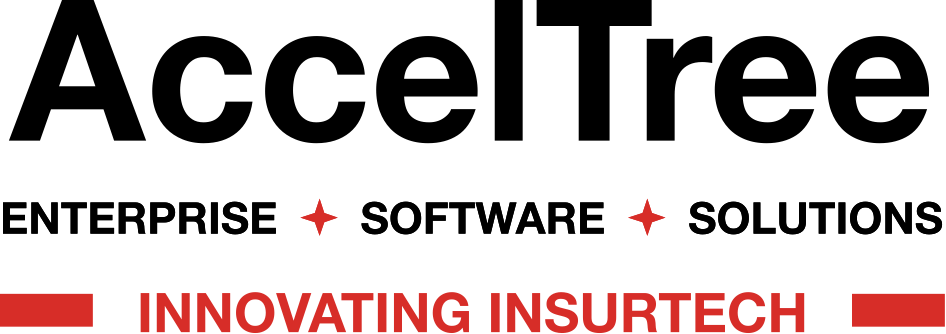 AccelTree
ENTERPRISE ✦ SOFTWARE ✦ SOLUTIONS
INNOVATING INSURTECH